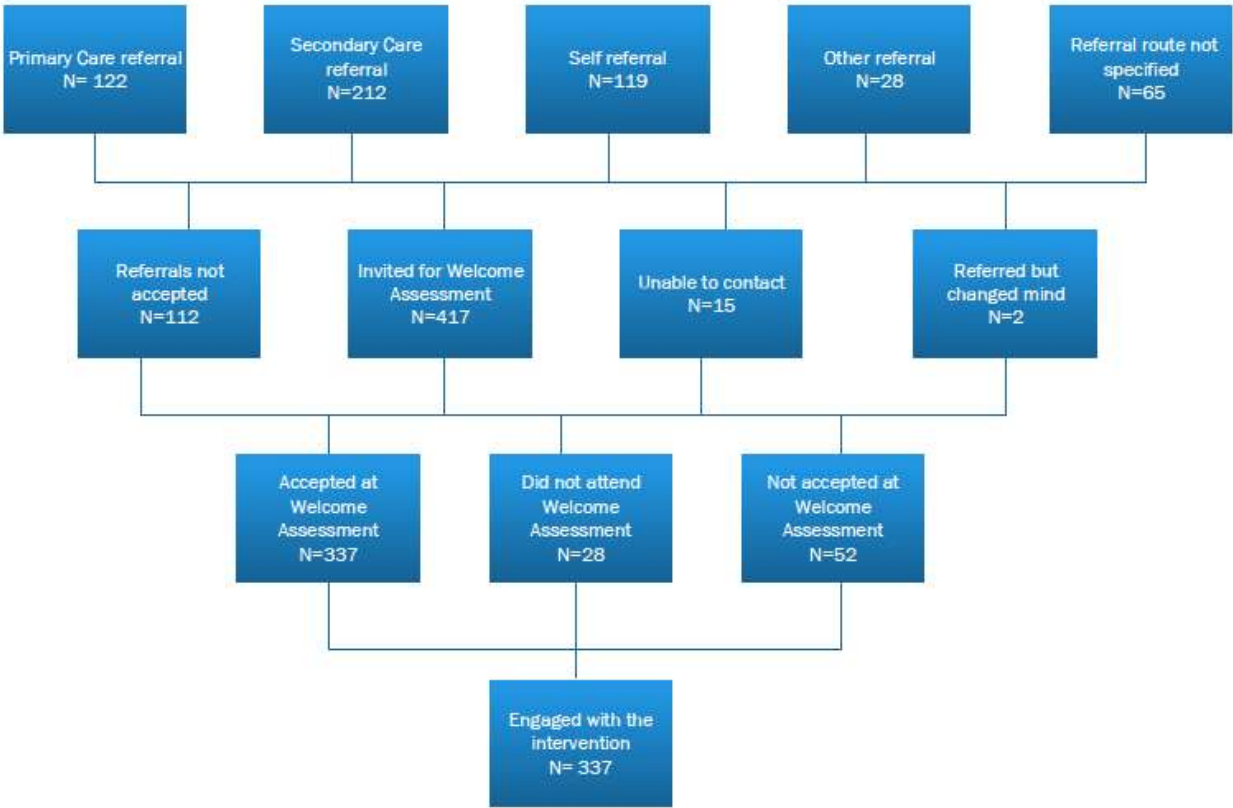 Primary Care referral
N= 122
Secondary Care
referral
N=212
Self referral
N=119
Other referral
N=28
Referral route not
specified
N=65
Referrals not
accepted
N=112
Invited for Welcome
Assessment
N=417
Unable to contact
N=15
Referred but
changed mind
N=2
Accepted at
Welcome
Assessment
N=337
Did not attend
Welcome
Assessment
N=28
Not accepted at
Welcome
Assessment
N=52
Engaged with the
intervention
N= 337